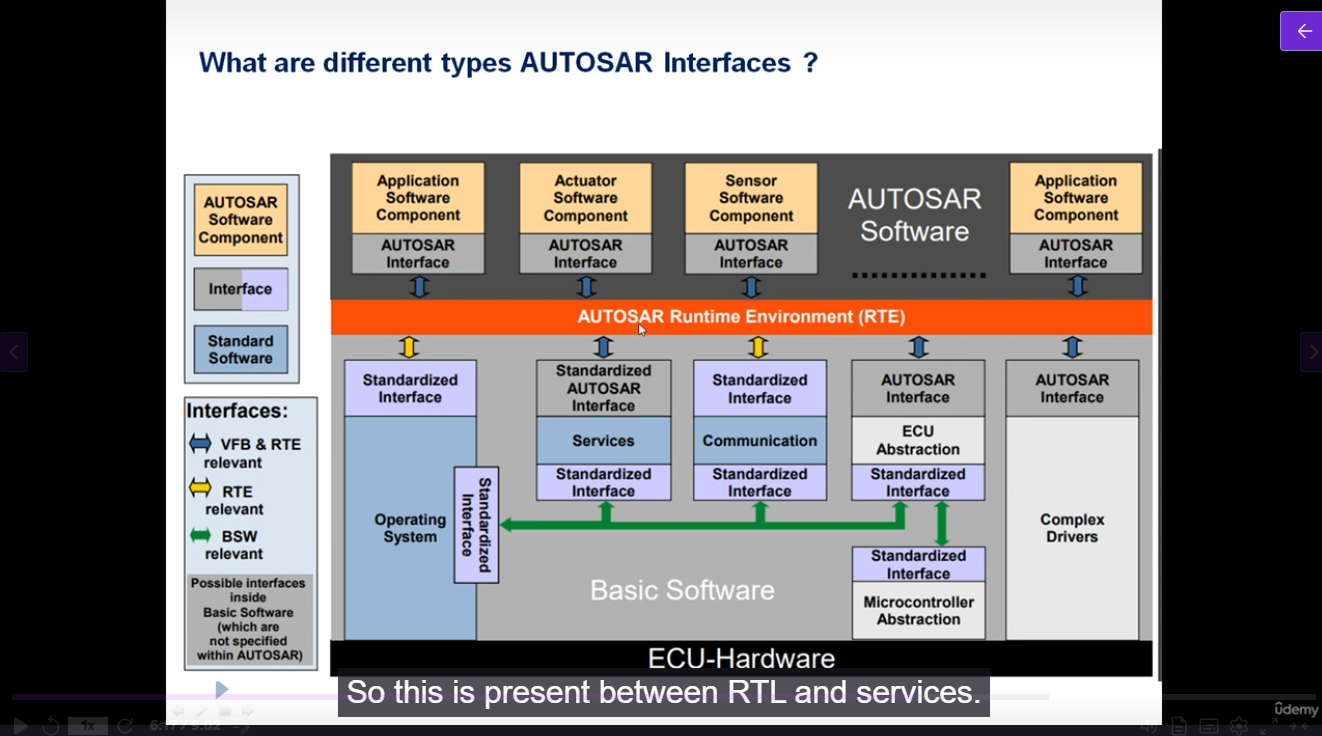 What are different types AUTOSAR Interfaces ?
AUTOSAR
Software
Component
Interface
Standard
Software
Interfaces:
VFB & RTE
relevant
RTE
relevant
BSW
relevant
Possible interfaces
inside
Basic Software
(which are
not specified
within AUTOSAR)
Application
Software
Component
AUTOSAR
Interface
Actuator
Software
Component
AUTOSAR
Interface
Sensor
Software
Component
AUTOSAR
Interface
AUTOSAR
Software
Application
Software
Component
AUTOSAR
Interface
AUTOSAR Runtime Environment (RTE)
Standardized
Interface
Operating
System
Standardized
Interface
Standardized
AUTOSAR
Interface
Services
Standardized
Interface
Standardized
Interface
Communication
Standardized
Interface
AUTOSAR
Interface
ECU
Abstraction
Standardized
Interface
Standardized
Interface
Microcontroller
Abstraction
AUTOSAR
Interface
Complex
Drivers
Basic Software
ECU-Hardware
So this is present between RTL and services.
ûdemy
1x
6:17 / 9:02